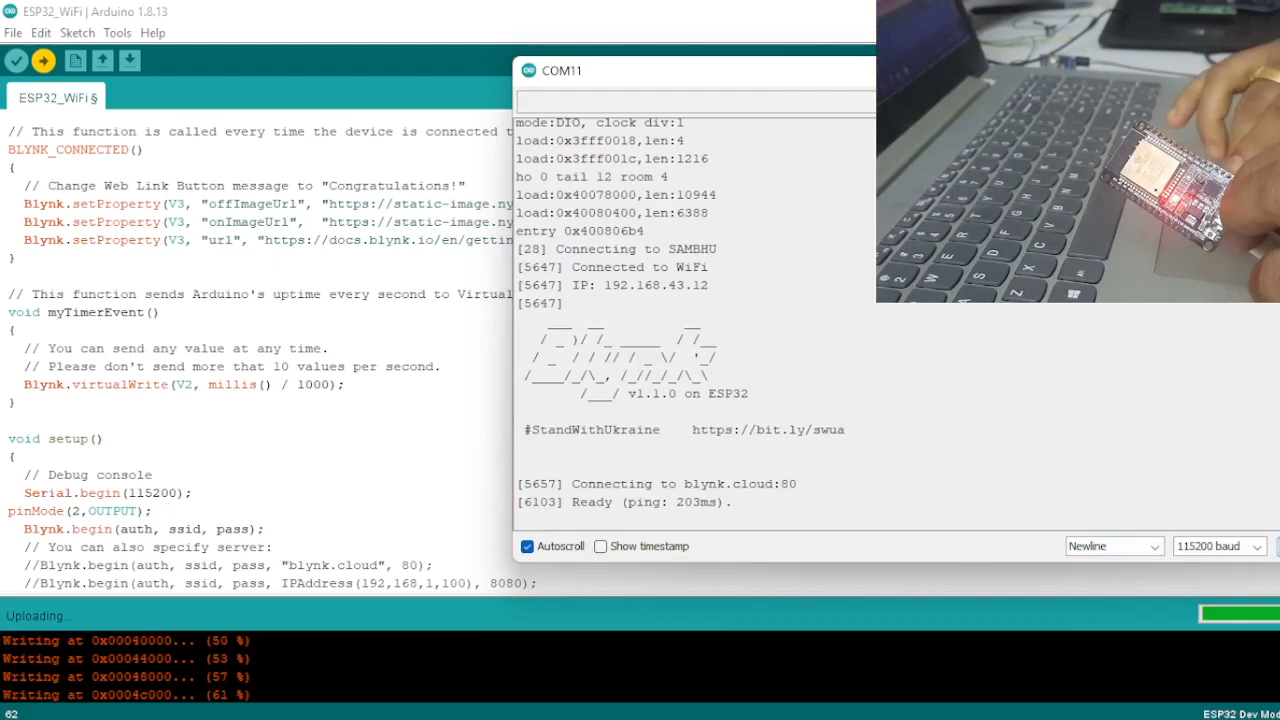 ESP32_WiFi | Arduino 1.8.13
File Edit Sketch Tools Help
ESP32_WiFi §
// This function is called every time the device is connected t
BLYNK_CONNECTED()
{
// Change Web Link Button message to "Congratulations!"
Blynk.setProperty(V3, "offImageUrl", "https://static-image.ny
Blynk.setProperty(V3, "onImageUrl", "https://static-image.ny
Blynk.setProperty(V3, "url", "https://docs.blynk.io/en/gettin
}
// This function sends Arduino's uptime every second to Virtual
void myTimerEvent()
{
// You can send any value at any time.
// Please don't send more that 10 values per second.
Blynk.virtualWrite(V2, millis() / 1000);
}
void setup()
{
// Debug console
Serial.begin(115200);
pinMode(2,OUTPUT);
Blynk.begin(auth, ssid, pass);
// You can also specify server:
//Blynk.begin(auth, ssid, pass, "blynk.cloud", 80);
//Blynk.begin(auth, ssid, pass, IPAddress(192,168,1,100), 8080);
COM11
mode:DIO, clock div:1
load:0x3fff0018,len:4
load:0x3fff001c,len:1216
ho 0 tail 12 room 4
load:0x40078000,len:10944
load:0x40080400,len:6388
entry 0x400806b4
[28] Connecting to SAMBHU
[5647] Connected to WiFi
[5647] IP: 192.168.43.12
[5647]
v1.1.0 on ESP32
#StandWithUkraine https://bit.ly/swua
[5657] Connecting to blynk.cloud:80
[6103] Ready (ping: 203ms).
Autoscroll Show timestamp Newline 115200 baud
Uploading...
Writing at 0x00040000... (50 %)
Writing at 0x00044000... (53 %)
Writing at 0x00048000... (57 %)
Writing at 0x0004c000... (61 %)
62 ESP32 Dev Mod